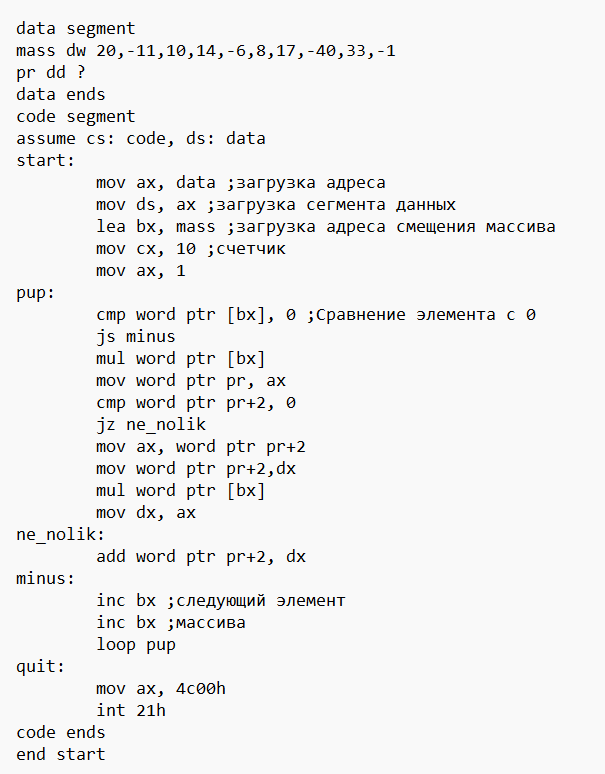 data segment
mass dw 20,-11,10,14,-6,8,17,-40,33,-1
pr dd ?
data ends
code segment
assume cs: code, ds: data
start:
        mov ax, data ;загрузка адреса
        mov ds, ax ;загрузка сегмента данных
        lea bx, mass ;загрузка адреса смещения массива
        mov cx, 10 ;счетчик
        mov ax, 1
pup:
        cmp word ptr [bx], 0 ;Сравнение элемента с 0
        js minus
        mul word ptr [bx]
        mov word ptr pr, ax
        cmp word ptr pr+2, 0
        jz ne_nolik
        mov ax, word ptr pr+2
        mov word ptr pr+2,dx
        mul word ptr [bx]
        mov dx, ax
ne_nolik:
        add word ptr pr+2, dx
minus:
        inc bx ;следующий элемент
        inc bx ;массива
        loop pup
quit:
        mov ax, 4c00h
        int 21h
code ends
end start